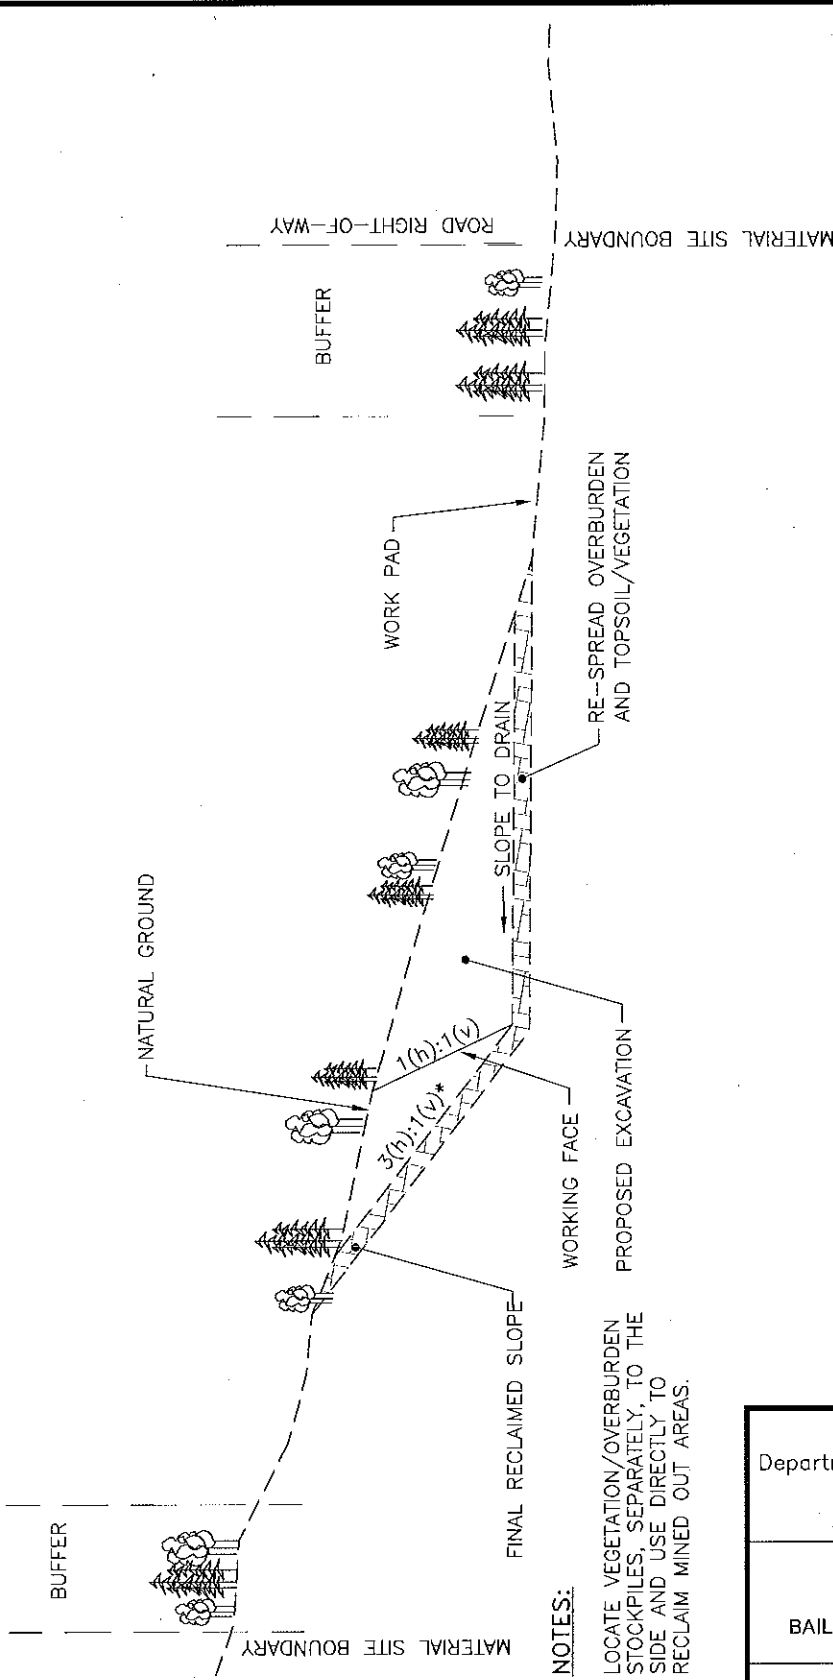 BUFFER
MATERIAL SITE BOUNDARY
NATURAL GROUND
FINAL RECLAIMED SLOPE
3(h):1(v)*
1(h):1(v)
WORKING FACE
PROPOSED EXCAVATION
SLOPE TO DRAIN
WORK PAD
RE-SPREAD OVERBURDEN
AND TOPSOIL/VEGETATION
BUFFER
ROAD RIGHT-OF-WAY
MATERIAL SITE BOUNDARY
NOTES:
LOCATE VEGETATION/OVERBURDEN
STOCKPILES, SEPARATELY, TO THE
SIDE AND USE DIRECTLY TO
RECLAIM MINED OUT AREAS.